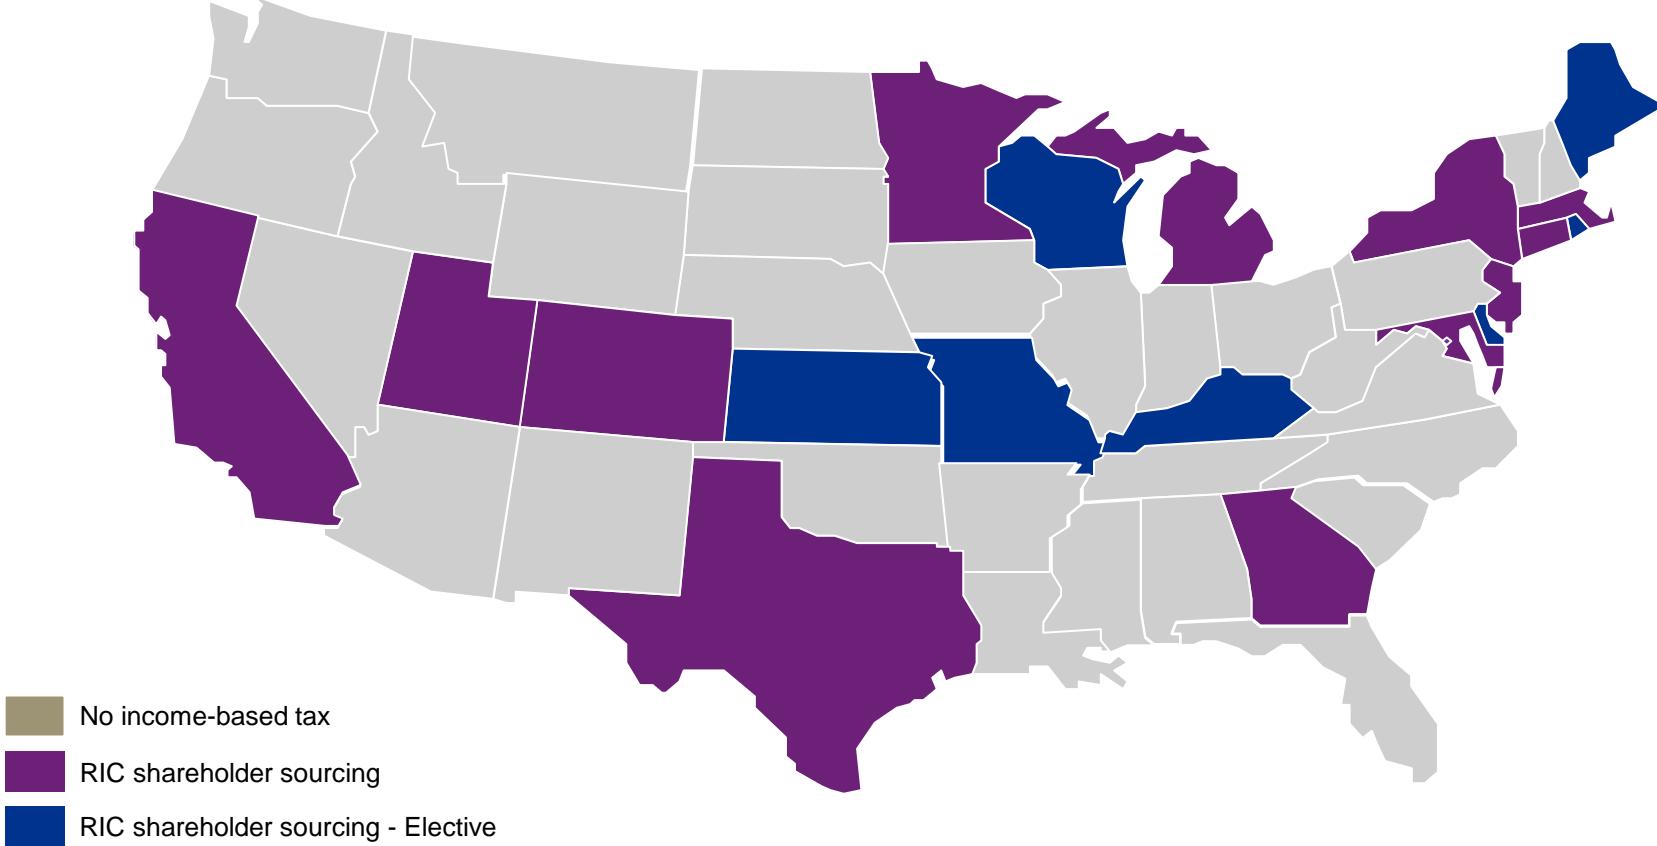 No income-based tax
RIC shareholder sourcing
RIC shareholder sourcing - Elective